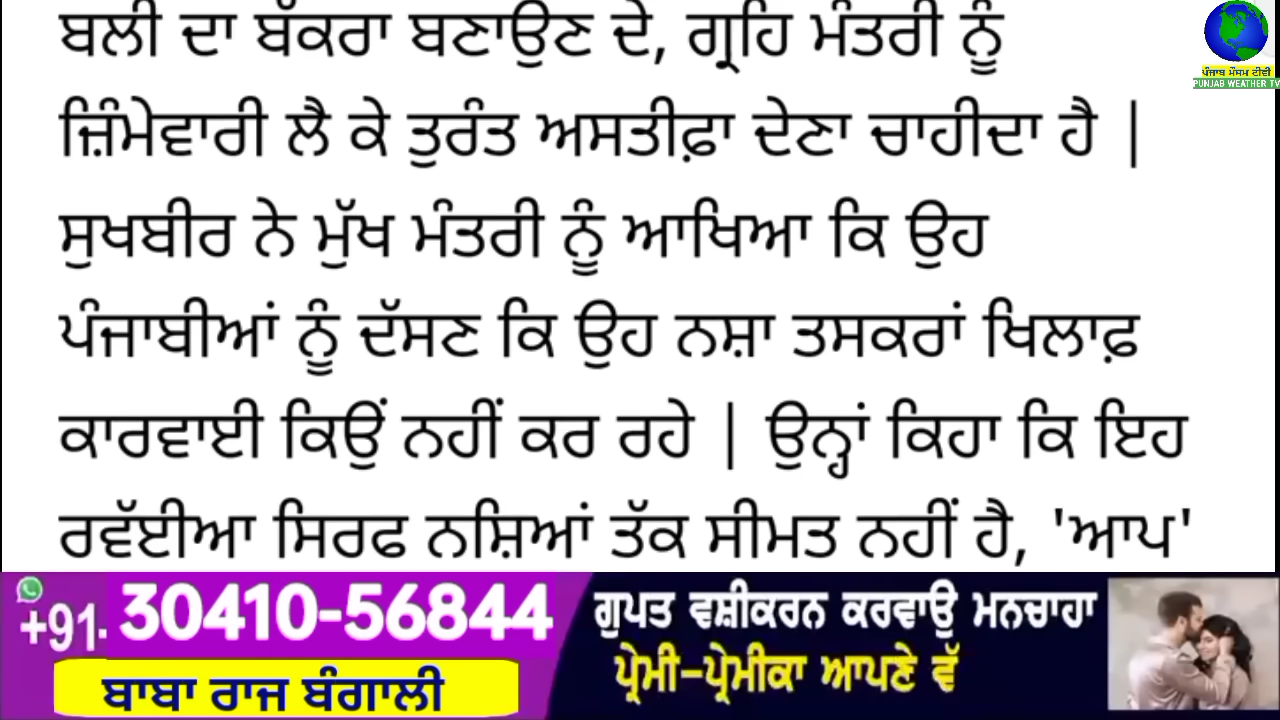 ਬਲੀ ਦਾ ਬੱਕਰਾ ਬਣਾਉਣ ਦੇ, ਗ੍ਰਹਿ ਮੰਤਰੀ ਨੂੰ
ਜ਼ਿੰਮੇਵਾਰੀ ਲੈ ਕੇ ਤੁਰੰਤ ਅਸਤੀਫ਼ਾ ਦੇਣਾ ਚਾਹੀਦਾ ਹੈ |
ਸੁਖਬੀਰ ਨੇ ਮੁੱਖ ਮੰਤਰੀ ਨੂੰ ਆਖਿਆ ਕਿ ਉਹ
ਪੰਜਾਬੀਆਂ ਨੂੰ ਦੱਸਣ ਕਿ ਉਹ ਨਸ਼ਾ ਤਸਕਰਾਂ ਖਿਲਾਫ਼
ਕਾਰਵਾਈ ਕਿਉਂ ਨਹੀਂ ਕਰ ਰਹੇ | ਉਨ੍ਹਾਂ ਕਿਹਾ ਕਿ ਇਹ
ਰਵੱਈਆ ਸਿਰਫ ਨਸ਼ਿਆਂ ਤੱਕ ਸੀਮਤ ਨਹੀਂ ਹੈ, 'ਆਪ'
ਪੰਜਾਬ ਮੌਸਮ ਟੀਵੀ
PUNJAB WEATHER TV
+91- 30410-56844
ਬਾਬਾ ਰਾਜ ਬੰਗਾਲੀ
ਗੁਪਤ ਵਸ਼ੀਕਰਨ ਕਰਵਾਉ ਮਨਚਾਹਾ
ਪ੍ਰੇਮੀ-ਪ੍ਰੇਮੀਕਾ ਆਪਣੇ ਵੱ